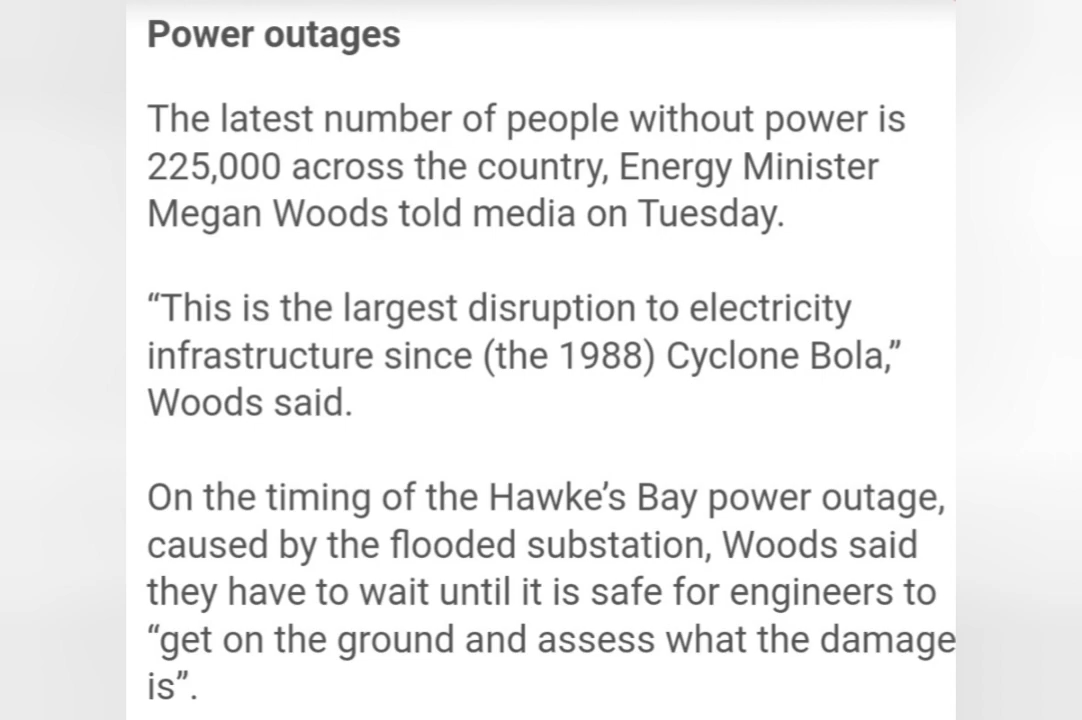 Power outages
The latest number of people without power is
225,000 across the country, Energy Minister
Megan Woods told media on Tuesday.
“This is the largest disruption to electricity
infrastructure since (the 1988) Cyclone Bola,”
Woods said.
On the timing of the Hawke’s Bay power outage,
caused by the flooded substation, Woods said
they have to wait until it is safe for engineers to
“get on the ground and assess what the damage
is”.